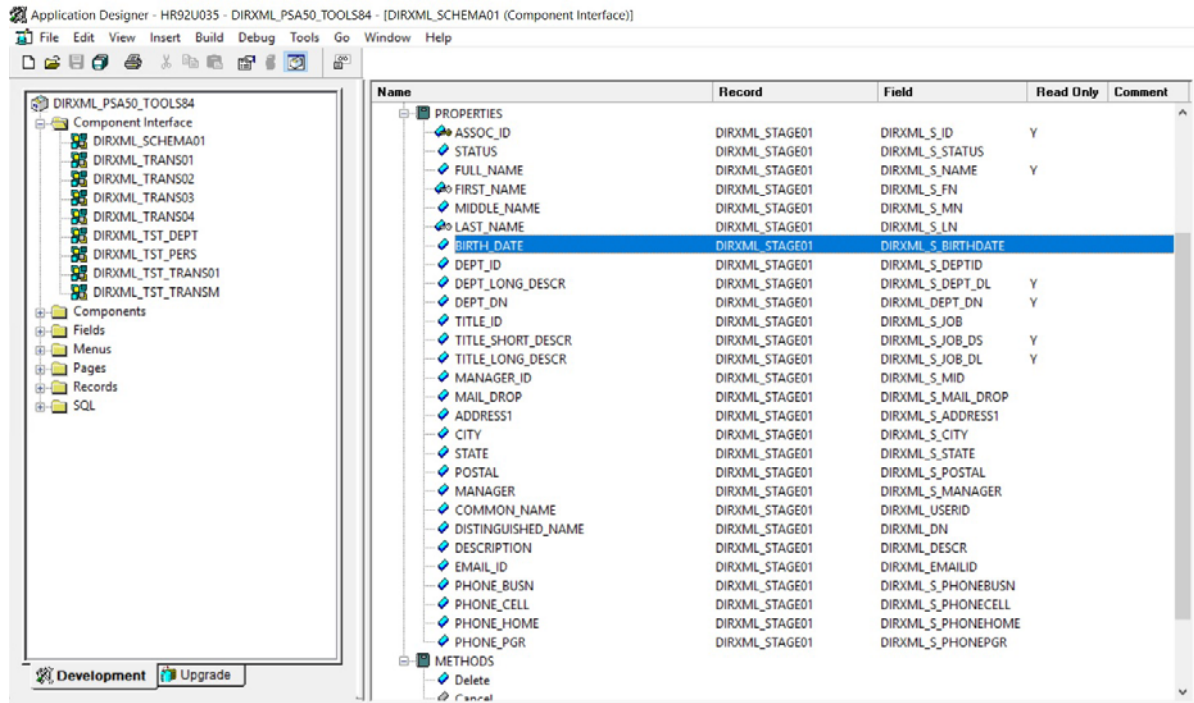 Application Designer - HR92U035 - DIRXML_PSA50_TOOLS84 - [DIRXML_SCHEMA01 (Component Interface)]
File Edit View Insert Build Debug Tools Go Window Help
DIRXML_PSA50_TOOLS84
Component Interface
DIRXML_SCHEMA01
DIRXML_TRANS01
DIRXML_TRANS02
DIRXML_TRANS03
DIRXML_TRANS04
DIRXML_TST_DEPT
DIRXML_TST_PERS
DIRXML_TST_TRANS01
DIRXML_TST_TRANSM
Components
Fields
Menus
Pages
Records
SQL
Development Upgrade
Name Record Field Read Only Comment
PROPERTIES
ASSOC_ID DIRXML_STAGE01 DIRXML_S_ID Y
STATUS DIRXML_STAGE01 DIRXML_S_STATUS
FULL_NAME DIRXML_STAGE01 DIRXML_S_NAME Y
FIRST_NAME DIRXML_STAGE01 DIRXML_S_FN
MIDDLE_NAME DIRXML_STAGE01 DIRXML_S_MN
LAST_NAME DIRXML_STAGE01 DIRXML_S_LN
BIRTH_DATE DIRXML_STAGE01 DIRXML_S_BIRTHDATE
DEPT_ID DIRXML_STAGE01 DIRXML_S_DEPTID
DEPT_LONG_DESCR DIRXML_STAGE01 DIRXML_S_DEPT_DL Y
DEPT_DN DIRXML_STAGE01 DIRXML_DEPT_DN Y
TITLE_ID DIRXML_STAGE01 DIRXML_S_JOB
TITLE_SHORT_DESCR DIRXML_STAGE01 DIRXML_S_JOB_DS Y
TITLE_LONG_DESCR DIRXML_STAGE01 DIRXML_S_JOB_DL Y
MANAGER_ID DIRXML_STAGE01 DIRXML_S_MID
MAIL_DROP DIRXML_STAGE01 DIRXML_S_MAIL_DROP
ADDRESS1 DIRXML_STAGE01 DIRXML_S_ADDRESS1
CITY DIRXML_STAGE01 DIRXML_S_CITY
STATE DIRXML_STAGE01 DIRXML_S_STATE
POSTAL DIRXML_STAGE01 DIRXML_S_POSTAL
MANAGER DIRXML_STAGE01 DIRXML_S_MANAGER
COMMON_NAME DIRXML_STAGE01 DIRXML_USERID
DISTINGUISHED_NAME DIRXML_STAGE01 DIRXML_DN
DESCRIPTION DIRXML_STAGE01 DIRXML_DESCR
EMAIL_ID DIRXML_STAGE01 DIRXML_EMAILID
PHONE_BUSN DIRXML_STAGE01 DIRXML_S_PHONEBUSN
PHONE_CELL DIRXML_STAGE01 DIRXML_S_PHONECELL
PHONE_HOME DIRXML_STAGE01 DIRXML_S_PHONEHOME
PHONE_PGR DIRXML_STAGE01 DIRXML_S_PHONEPGR
METHODS
Delete
Cancel